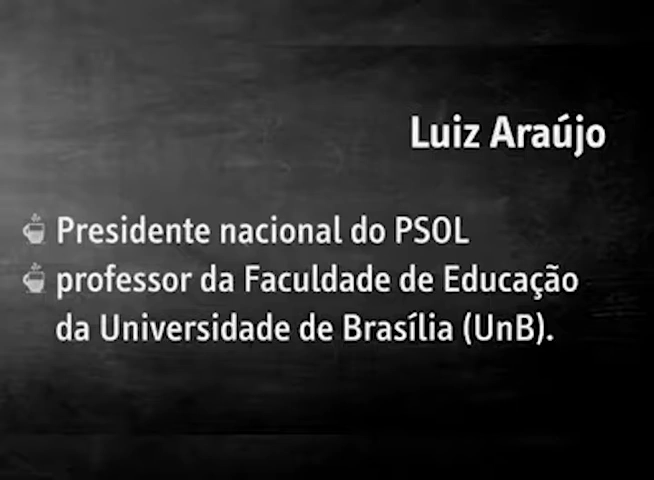 Luiz Araújo
Presidente nacional do PSOL
professor da Faculdade de Educação
da Universidade de Brasília (UnB).